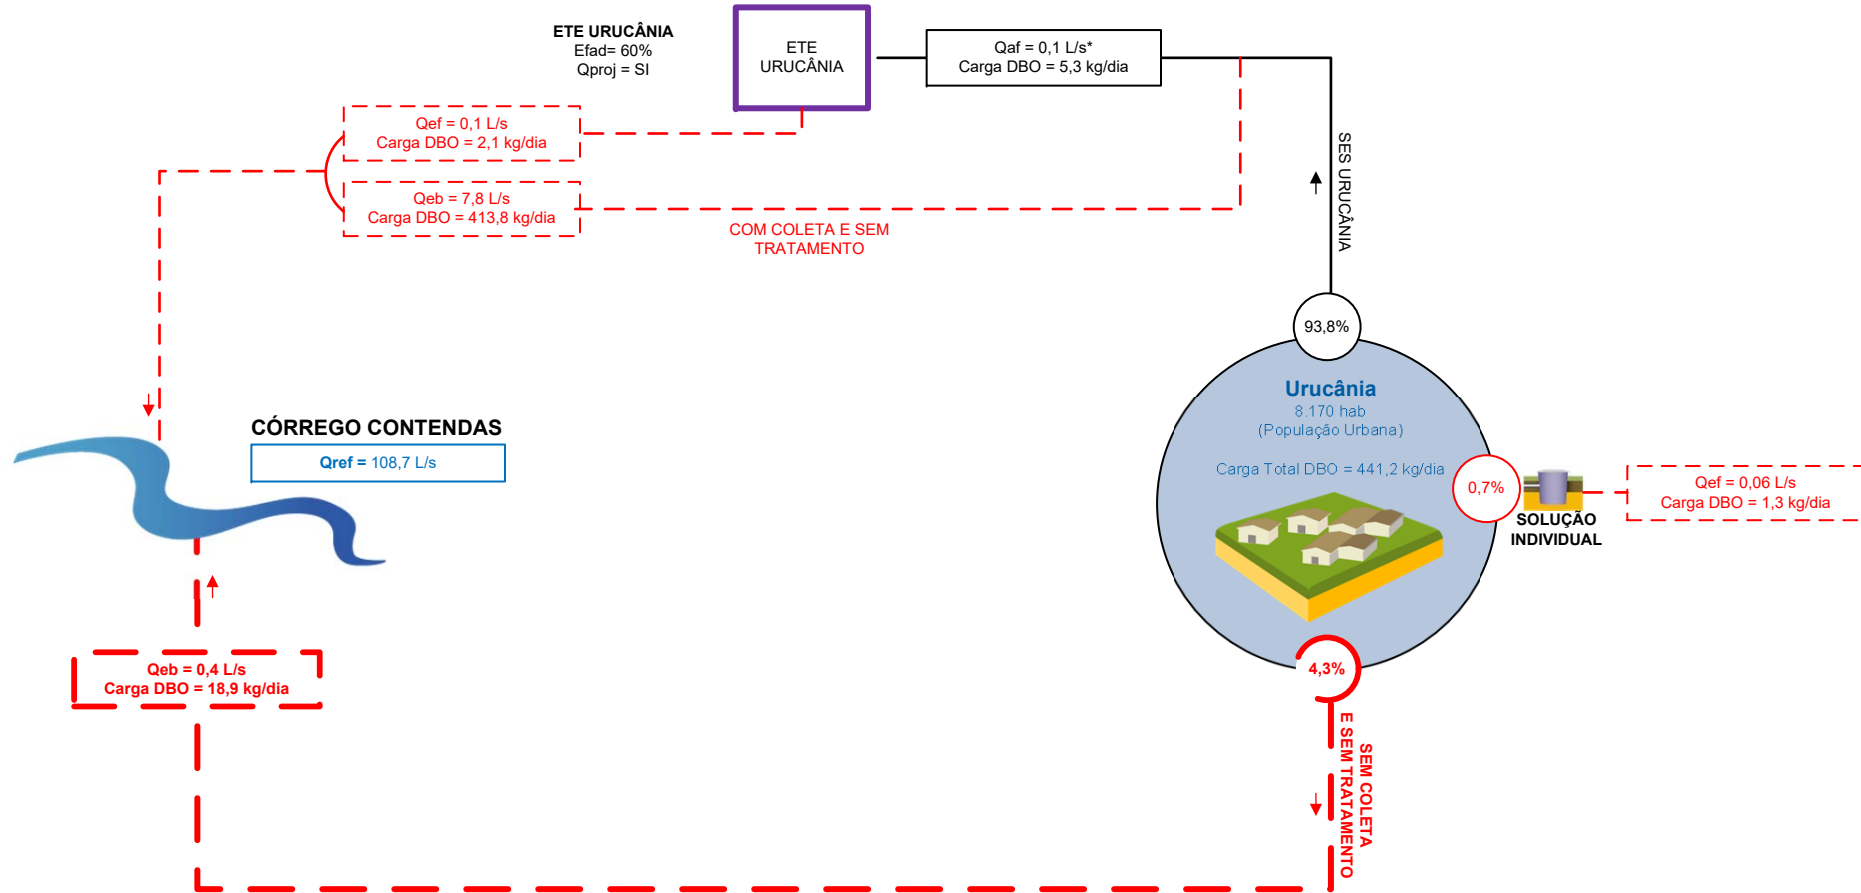 ETE URUCÂNIA
Efad= 60%
Qproj = SI
ETE
URUCÂNIA
Qaf = 0,1 L/s*
Carga DBO = 5,3 kg/dia
Qef = 0,1 L/s
Carga DBO = 2,1 kg/dia
Qeb = 7,8 L/s
Carga DBO = 413,8 kg/dia
COM COLETA E SEM
TRATAMENTO
SES URUCÂNIA
93,8%
CÓRREGO CONTENDAS
Qref = 108,7 L/s
Urucânia
8.170 hab
(População Urbana)
Carga Total DBO = 441,2 kg/dia
0,7%
SOLUÇÃO
INDIVIDUAL
Qef = 0,06 L/s
Carga DBO = 1,3 kg/dia
4,3%
SEM COLETA
E SEM TRATAMENTO
Qeb = 0,4 L/s
Carga DBO = 18,9 kg/dia